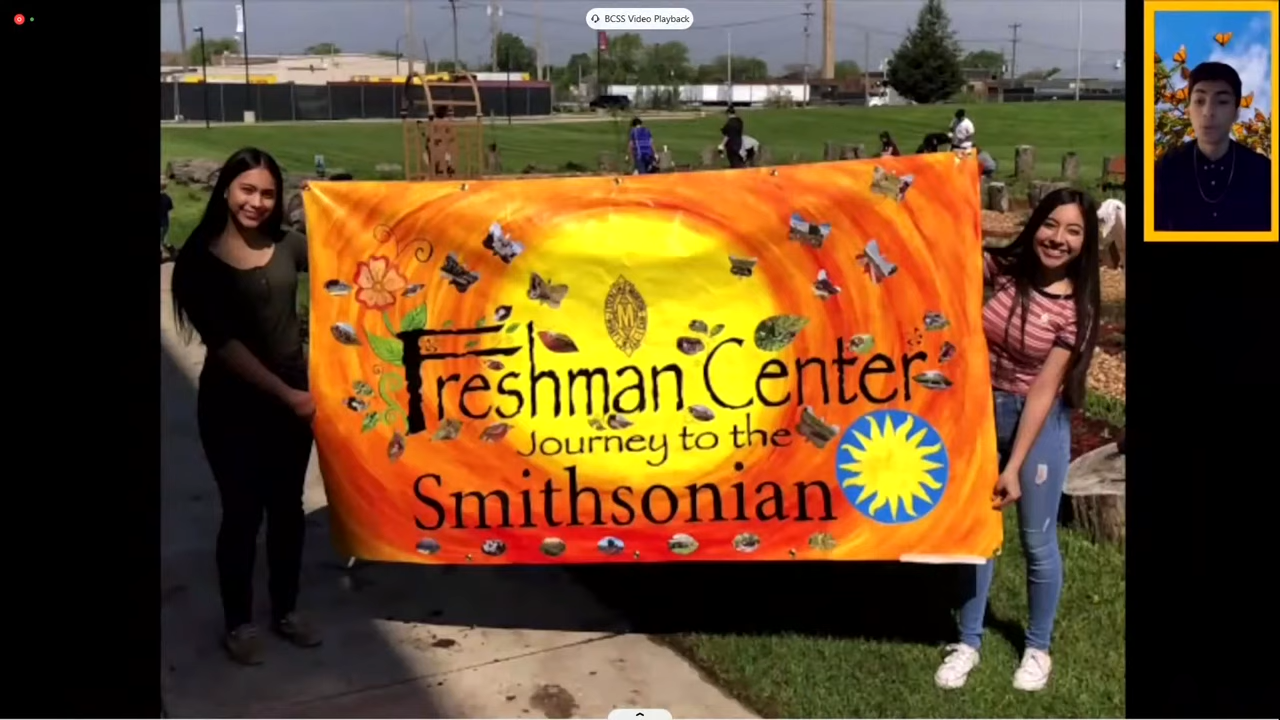 BCSS Video Playback
M
Freshman Center
Journey to the
Smithsonian